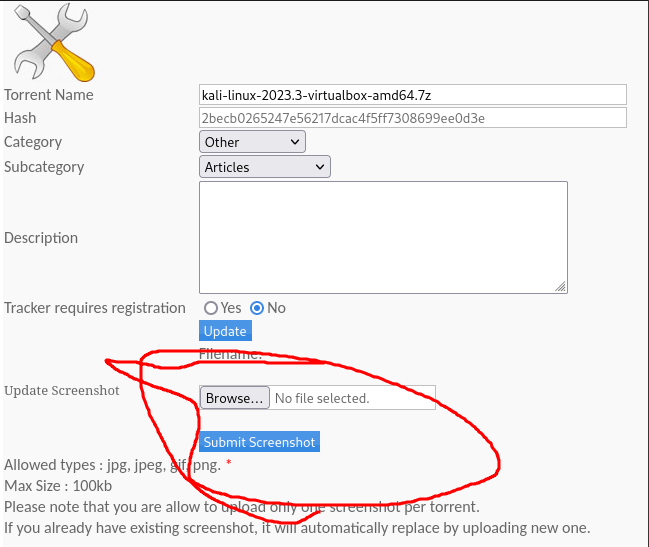 Torrent Name kali-linux-2023.3-virtualbox-amd64.7z
Hash 2becb0265247e56217dcac4f5ff7308699ee0d3e
Category Other
Subcategory Articles
Description
Tracker requires registration Yes No
Update
Filename:
Update Screenshot Browse... No file selected.
Submit Screenshot
Allowed types : jpg, jpeg, gif, png. *
Max Size : 100kb
Please note that you are allow to upload only one screenshot per torrent.
If you already have existing screenshot, it will automatically replace by uploading new one.